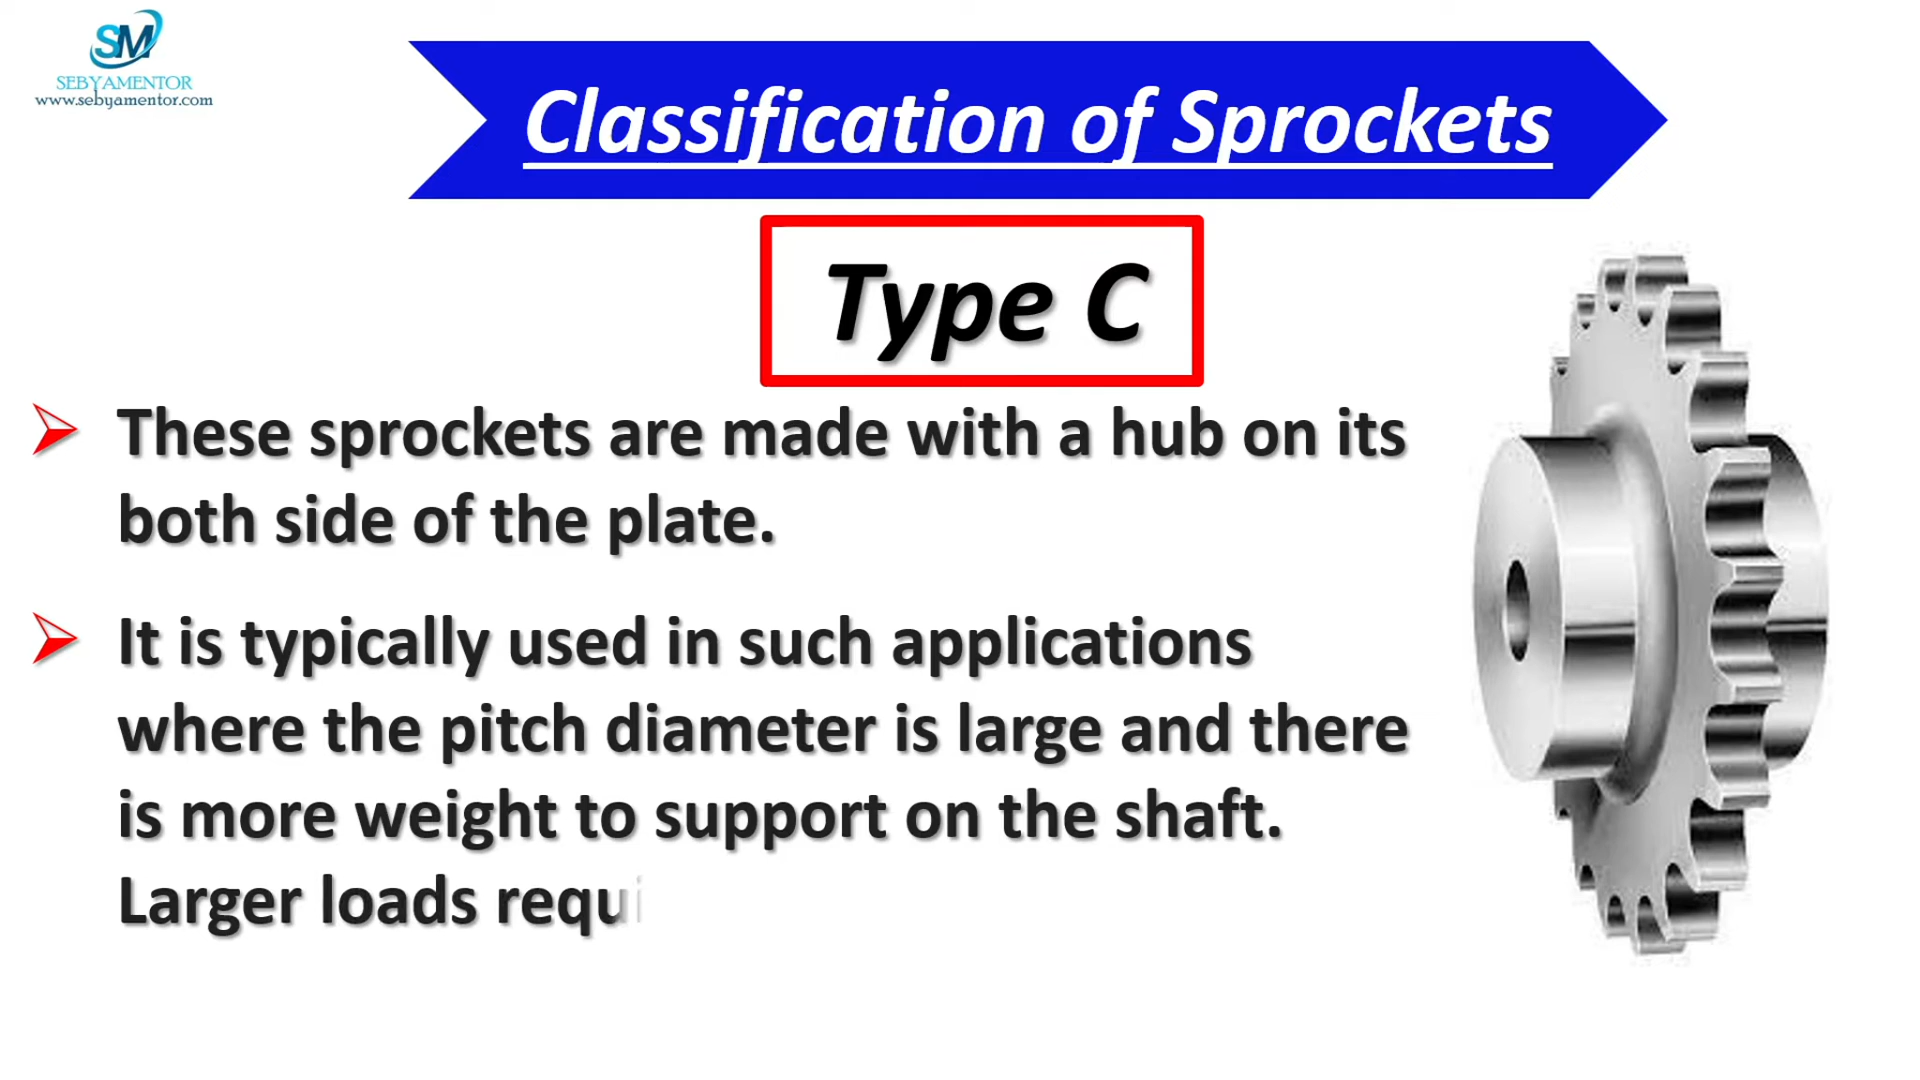 SM
SEBYAMENTOR
www.sebyamentor.com
Classification of Sprockets
Type C
These sprockets are made with a hub on its
both side of the plate.
It is typically used in such applications
where the pitch diameter is large and there
is more weight to support on the shaft.
Larger loads